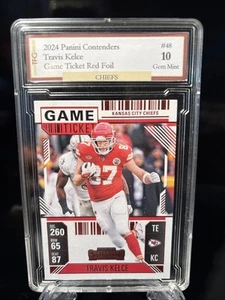 2024 Panini Contenders
Travis Kelce
Game Ticket Red Foil
CHIEFS
#48
10
Gem Mint
GAME
TICKET
KANSAS CITY CHIEFS
87
260
65
87
TE
KC
TRAVIS KELCE